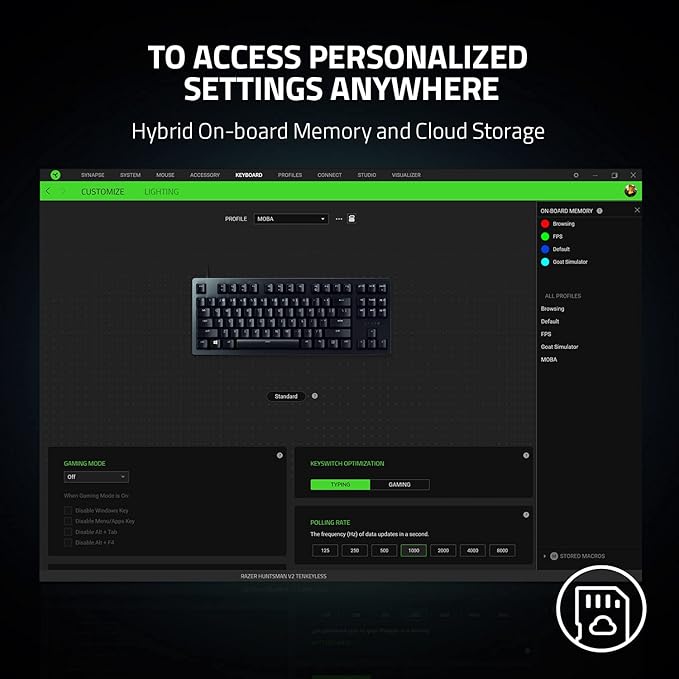 TO ACCESS PERSONALIZED
SETTINGS ANYWHERE
Hybrid On-board Memory and Cloud Storage
SYNAPSE SYSTEM MOUSE ACCESSORY KEYBOARD PROFILES CONNECT STUDIO VISUALIZER
CUSTOMIZE LIGHTING
PROFILE MOBA
ON-BOARD MEMORY
Browsing
FPS
Default
Goat Simulator
ALL PROFILES
Browsing
Default
FPS
Goat Simulator
MOBA
Standard
GAMING MODE
Off
When Gaming Mode is On:
Disable Windows Key
Disable Menu/Apps Key
Disable Alt + Tab
Disable Alt + F4
KEYSWITCH OPTIMIZATION
TYPING GAMING
POLLING RATE
The frequency (Hz) of data updates in a second.
125 250 500 1000 2000 4000 8000
STORED MACROS
RAZER HUNTSMAN V2 TENKEYLESS